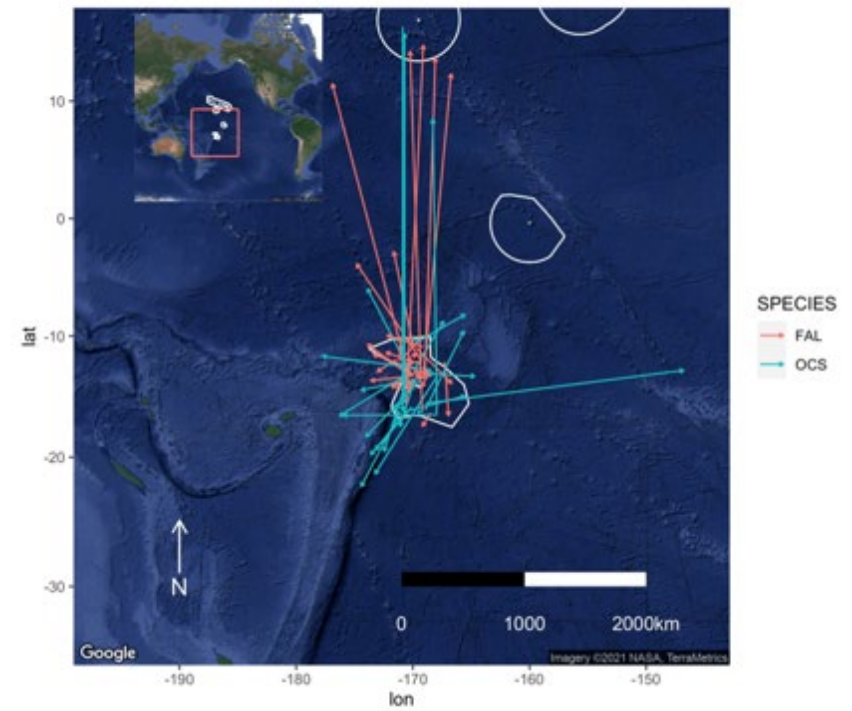 10
0
-10
-20
-30
lat
N
0 1000 2000km
Google
Imagery ©2021 NASA, TerraMetrics
-190 -180 -170 -160 -150
lon
SPECIES
FAL
OCS